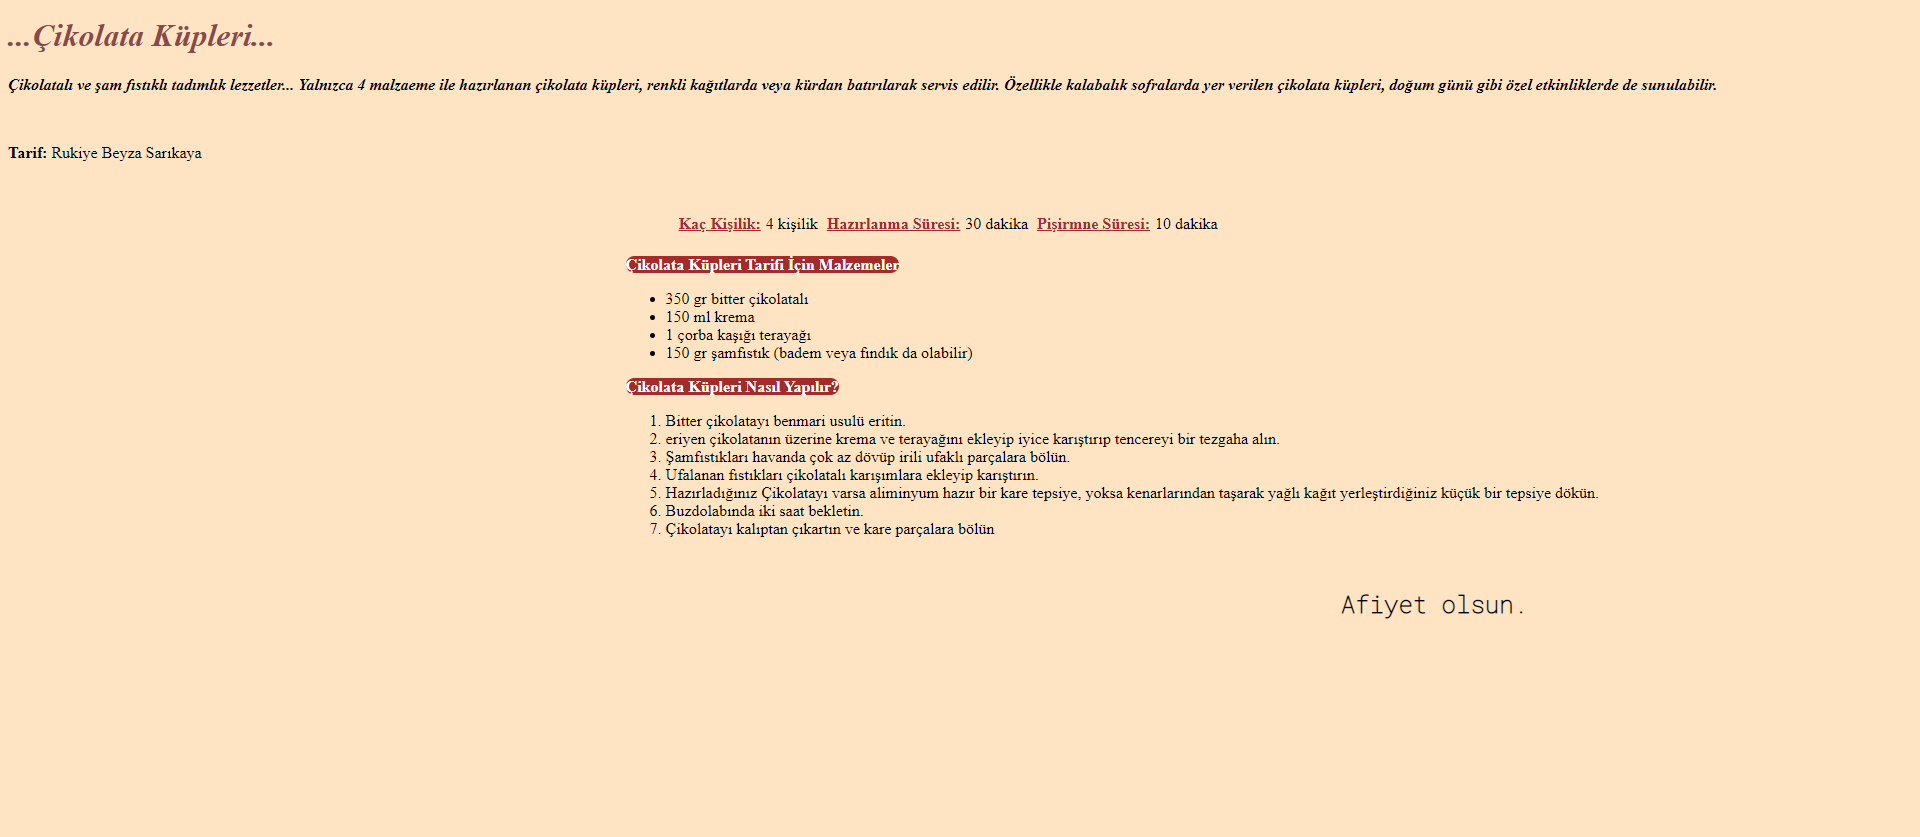 ...Çikolata Küpleri...
Çikolatalı ve şam fıstıklı tadımlık lezzetler... Yalnızca 4 malzaeme ile hazırlanan çikolata küpleri, renkli kağıtlarda veya kürdan batırılarak servis edilir. Özellikle kalabalık sofralarda yer verilen çikolata küpleri, doğum günü gibi özel etkinliklerde de sunulabilir.
Tarif: Rukiye Beyza Sarıkaya
Kaç Kişilik: 4 kişilik Hazırlanma Süresi: 30 dakika Pişirmne Süresi: 10 dakika
Çikolata Küpleri Tarifi İçin Malzemeler
• 350 gr bitter çikolatalı
• 150 ml krema
• 1 çorba kaşığı terayağı
• 150 gr şamfıstık (badem veya fındık da olabilir)
Çikolata Küpleri Nasıl Yapılır?
1. Bitter çikolatayı benmari usulü eritin.
2. eriyen çikolatanın üzerine krema ve terayağını ekleyip iyice karıştırıp tencereyi bir tezgaha alın.
3. Şamfıstıkları havanda çok az dövüp irili ufaklı parçalara bölün.
4. Ufalanan fıstıkları çikolatalı karışımlara ekleyip karıştırın.
5. Hazırladığınız Çikolatayı varsa aliminyum hazır bir kare tepsiye, yoksa kenarlarından taşarak yağlı kağıt yerleştirdiğiniz küçük bir tepsiye dökün.
6. Buzdolabında iki saat bekletin.
7. Çikolatayı kalıptan çıkartın ve kare parçalara bölün
Afiyet olsun.